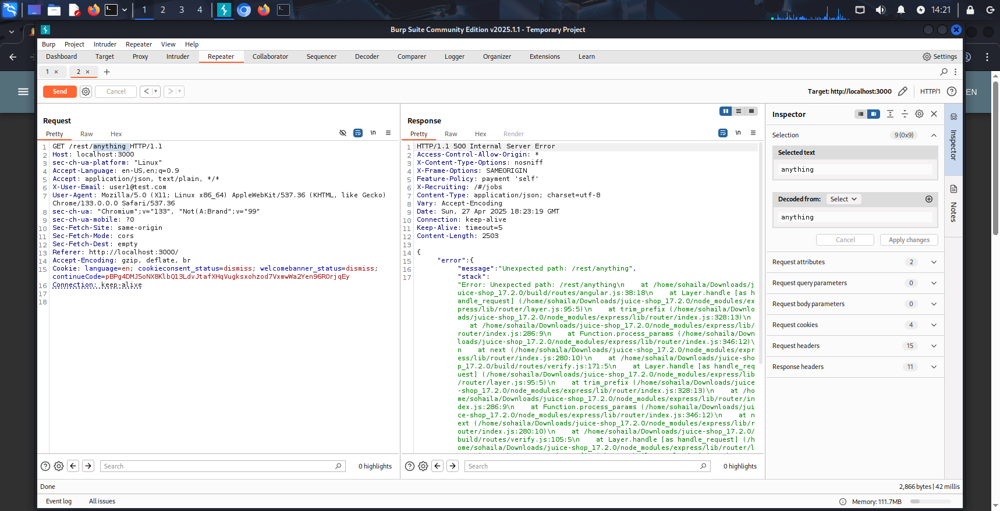 1 2 3 4 14:21
Burp Suite Community Edition v2025.1.1 - Temporary Project
Burp Project Intruder Repeater View Help
Dashboard Target Proxy Intruder Repeater Collaborator Sequencer Decoder Comparer Logger Organizer Extensions Learn Settings
1 × 2 × +
Send Cancel < > Target: http://localhost:3000 HTTP/1 ?
EN
Request
Pretty Raw Hex \n
1 GET /rest/anything HTTP/1.1
2 Host: localhost:3000
3 sec-ch-ua-platform: "Linux"
4 Accept-Language: en-US,en;q=0.9
5 Accept: application/json, text/plain, */*
6 X-User-Email: user1@test.com
7 User-Agent: Mozilla/5.0 (X11; Linux x86_64) AppleWebKit/537.36 (KHTML, like Gecko)
Chrome/133.0.0.0 Safari/537.36
8 sec-ch-ua: "Chromium";v="133", "Not(A:Brand";v="99"
9 sec-ch-ua-mobile: ?0
10 Sec-Fetch-Site: same-origin
11 Sec-Fetch-Mode: cors
12 Sec-Fetch-Dest: empty
13 Referer: http://localhost:3000/
14 Accept-Encoding: gzip, deflate, br
15 Cookie: language=en; cookieconsent_status=dismiss; welcomebanner_status=dismiss;
continueCode=pBPg4DMJ5oNX8KlbQ13LdvJtafXHqVugksxohzod7VxmwWa2Yen96ROrjqEy
16 Connection: keep-alive
17
18
Search 0 highlights
Response
Pretty Raw Hex Render \n
1 HTTP/1.1 500 Internal Server Error
2 Access-Control-Allow-Origin: *
3 X-Content-Type-Options: nosniff
4 X-Frame-Options: SAMEORIGIN
5 Feature-Policy: payment 'self'
6 X-Recruiting: /#/jobs
7 Content-Type: application/json; charset=utf-8
8 Vary: Accept-Encoding
9 Date: Sun, 27 Apr 2025 18:23:19 GMT
10 Connection: keep-alive
11 Keep-Alive: timeout=5
12 Content-Length: 2503
13
14 {
15 "error":{
16 "message":"Unexpected path: /rest/anything",
17 "stack":
"Error: Unexpected path: /rest/anything\n    at /home/sohaila/Downloads/j
uice-shop_17.2.0/build/routes/angular.js:38:18\n    at Layer.handle [as h
andle_request] (/home/sohaila/Downloads/juice-shop_17.2.0/node_modules/ex
press/lib/router/layer.js:95:5)\n    at trim_prefix (/home/sohaila/Downlo
ads/juice-shop_17.2.0/node_modules/express/lib/router/index.js:328:13)\n
at /home/sohaila/Downloads/juice-shop_17.2.0/node_modules/express/lib/
router/index.js:286:9\n    at Function.process_params (/home/sohaila/Down
loads/juice-shop_17.2.0/node_modules/express/lib/router/index.js:346:12)\
n    at next (/home/sohaila/Downloads/juice-shop_17.2.0/node_modules/expr
ess/lib/router/index.js:280:10)\n    at /home/sohaila/Downloads/juice-sho
p_17.2.0/build/routes/verify.js:171:5\n    at Layer.handle [as handle_req
uest] (/home/sohaila/Downloads/juice-shop_17.2.0/node_modules/express/lib
/router/layer.js:95:5)\n    at trim_prefix (/home/sohaila/Downloads/juice
-shop_17.2.0/node_modules/express/lib/router/index.js:328:13)\n    at /ho
me/sohaila/Downloads/juice-shop_17.2.0/node_modules/express/lib/router/in
dex.js:286:9\n    at Function.process_params (/home/sohaila/Downloads/jui
ce-shop_17.2.0/node_modules/express/lib/router/index.js:346:12)\n    at n
ext (/home/sohaila/Downloads/juice-shop_17.2.0/node_modules/express/lib/r
outer/index.js:280:10)\n    at /home/sohaila/Downloads/juice-shop_17.2.0/
build/routes/verify.js:105:5\n    at Layer.handle [as handle_request] (/h
ome/sohaila/Downloads/juice-shop_17.2.0/node_modules/express/lib/router/l
Search 0 highlights
Inspector
Selection 9 (0x9)
Selected text
anything
Decoded from: Select
anything
Cancel Apply changes
Request attributes 2
Request query parameters 0
Request body parameters 0
Request cookies 4
Request headers 15
Response headers 11
Inspector
Notes
Done 2,866 bytes | 42 millis
Event log All issues Memory: 111.7MB